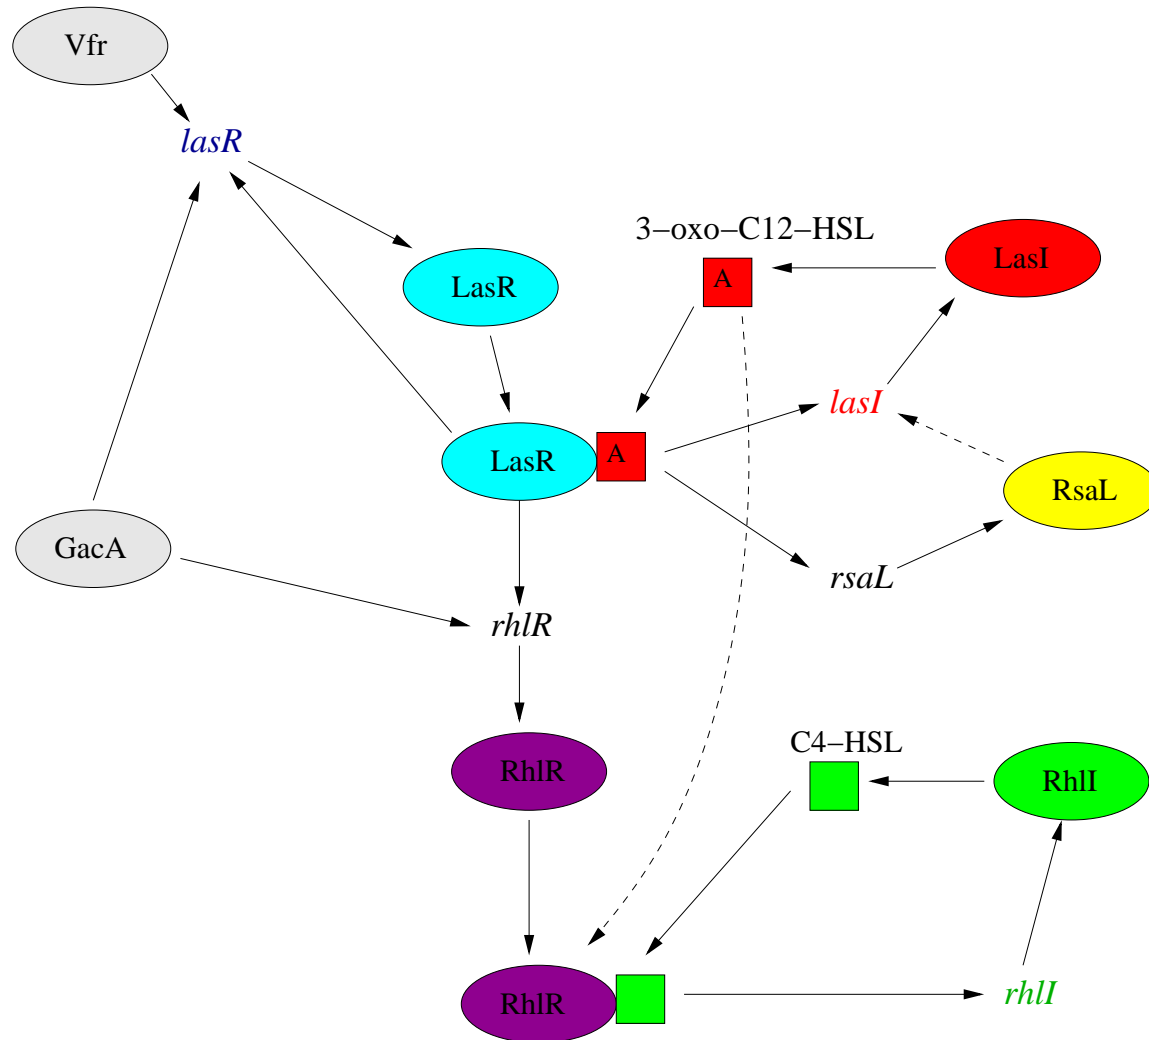 Vfr
lasR
3−oxo−C12−HSL
LasI
A
LasR
lasI
LasR
A
RsaL
GacA
rsaL
rhlR
C4−HSL
RhlR
RhlI
RhlR
rhlI